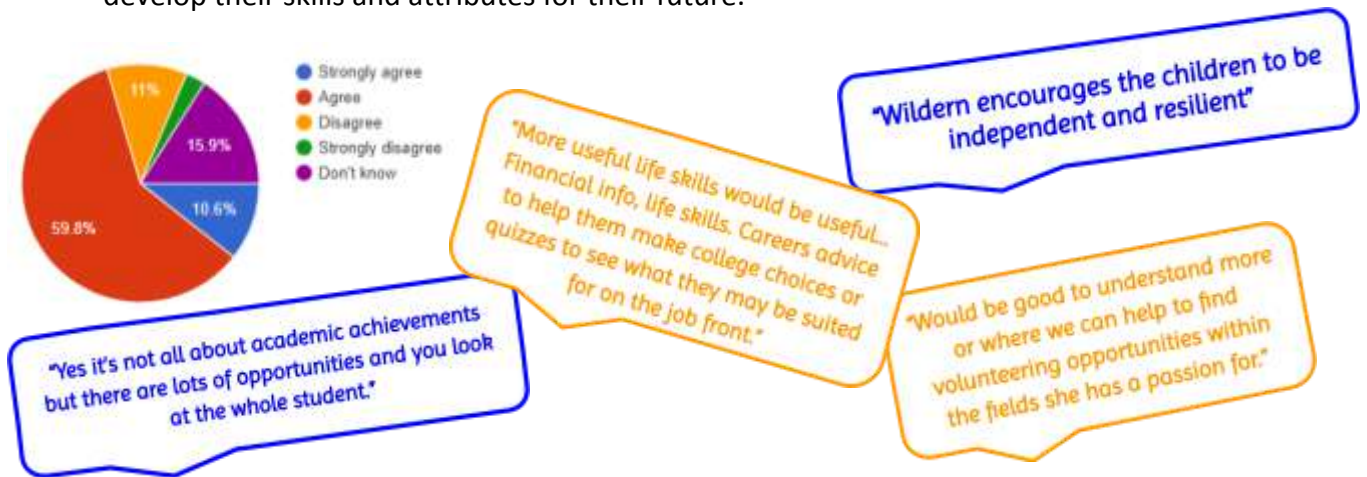 develop their skills and attributes for their future.
11%
15.9%
10.6%
59.8%
Strongly agree
Agree
Disagree
Strongly disagree
Don't know
"Wildern encourages the children to be
independent and resilient"
"More useful life skills would be useful...
Financial info, life skills. Careers advice
to help them make college choices or
quizzes to see what they may be suited
for on the job front."
"Yes it's not all about academic achievements
but there are lots of opportunities and you look
at the whole student."
"Would be good to understand more
or where we can help to find
volunteering opportunities within
the fields she has a passion for."